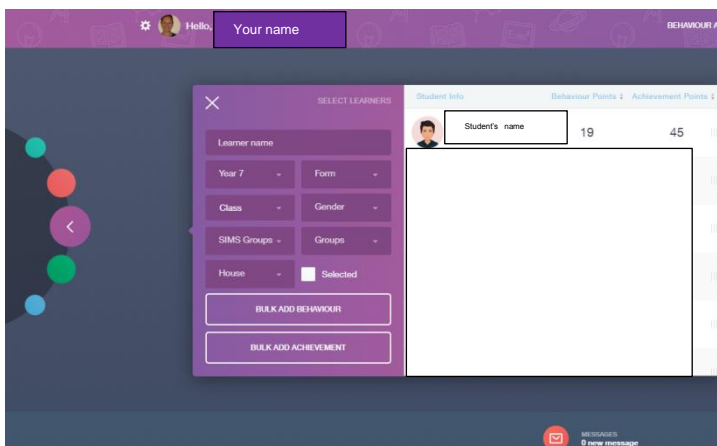 Hello, Your name
BEHAVIOUR A
SELECT LEARNERS
Learner name
Year 7 Form
Class Gender
SIMS Groups Groups
House Selected
BULK ADD BEHAVIOUR
BULK ADD ACHIEVEMENT
Student Info Behaviour Points Achievement Points
Student's name 19 45
MESSAGES
0 new message